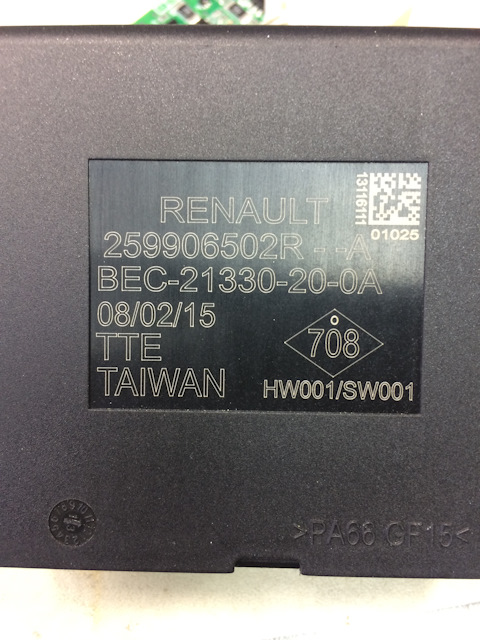 RENAULT
259906502R - -A
BEC-21330-20-0A
08/02/15
TTE
TAIWAN
13116111
01025
o
708
HW001/SW001
>PA66 GF15<